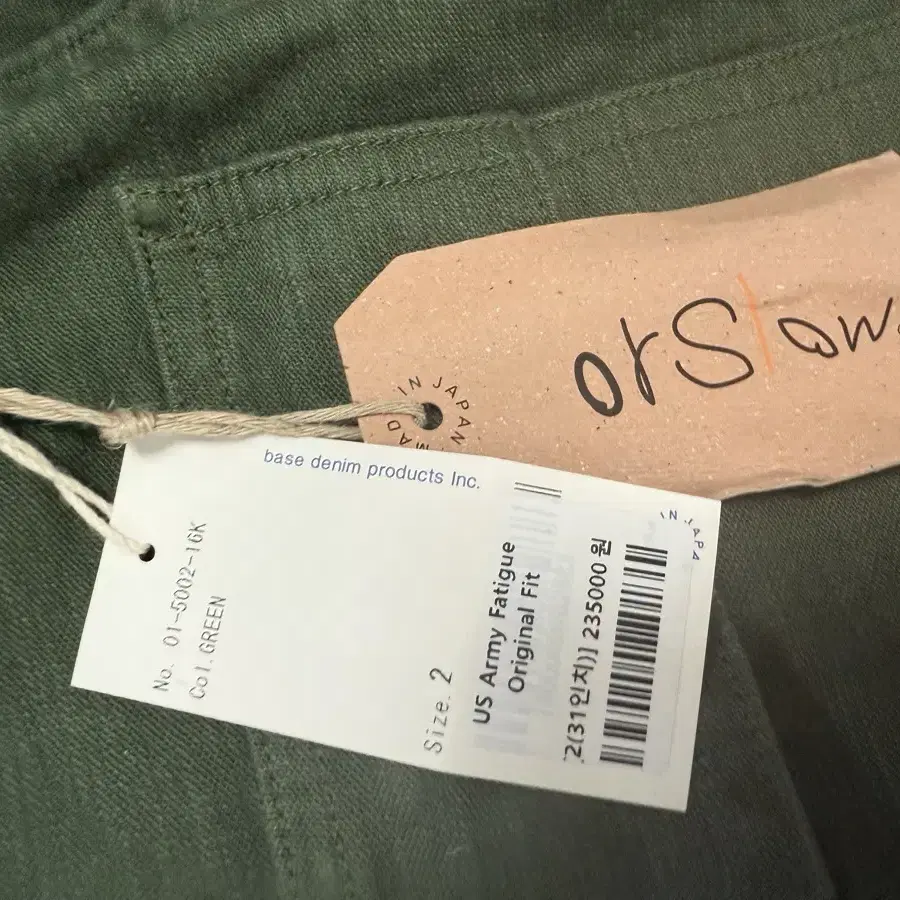 orSlow
MADE IN JAPAN
base denim products Inc.
No. 01-5002-16K
Col.GREEN
Size. 2
US Army Fatigue
Original Fit
2(31인치)] 235000 원
IN JAPA